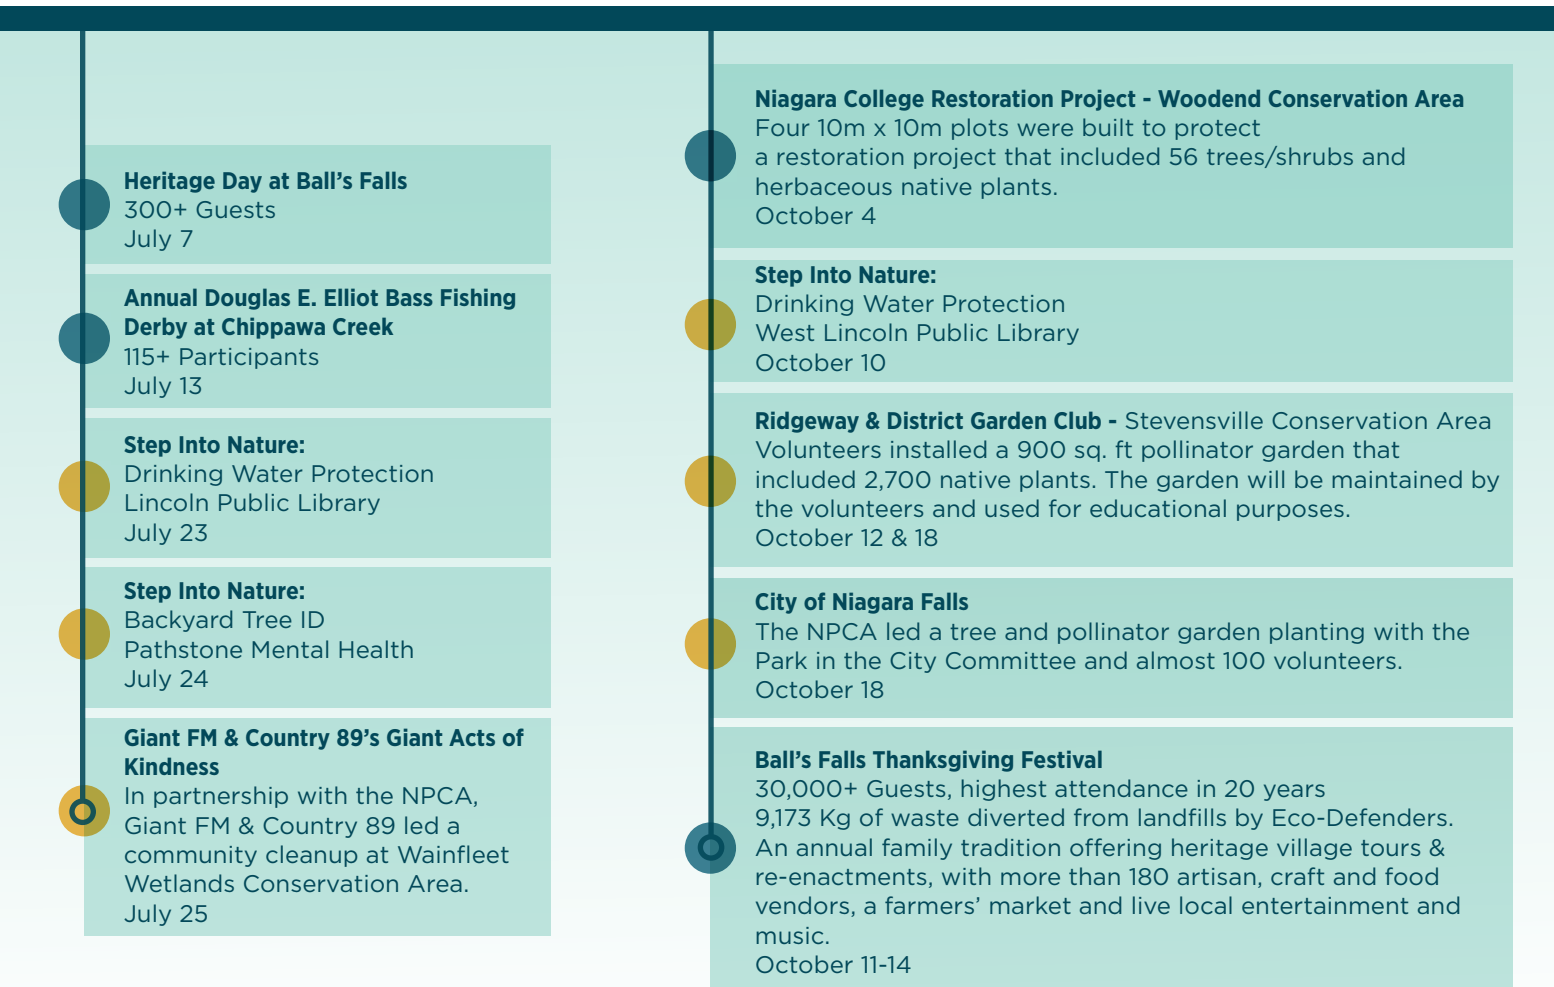 Heritage Day at Ball’s Falls
300+ Guests
July 7
Annual Douglas E. Elliot Bass Fishing
Derby at Chippawa Creek
115+ Participants
July 13
Step Into Nature:
Drinking Water Protection
Lincoln Public Library
July 23
Step Into Nature:
Backyard Tree ID
Pathstone Mental Health
July 24
Giant FM & Country 89’s Giant Acts of
Kindness
In partnership with the NPCA,
Giant FM & Country 89 led a
community cleanup at Wainfleet
Wetlands Conservation Area.
July 25
Niagara College Restoration Project - Woodend Conservation Area
Four 10m x 10m plots were built to protect
a restoration project that included 56 trees/shrubs and
herbaceous native plants.
October 4
Step Into Nature:
Drinking Water Protection
West Lincoln Public Library
October 10
Ridgeway & District Garden Club - Stevensville Conservation Area
Volunteers installed a 900 sq. ft pollinator garden that
included 2,700 native plants. The garden will be maintained by
the volunteers and used for educational purposes.
October 12 & 18
City of Niagara Falls
The NPCA led a tree and pollinator garden planting with the
Park in the City Committee and almost 100 volunteers.
October 18
Ball’s Falls Thanksgiving Festival
30,000+ Guests, highest attendance in 20 years
9,173 Kg of waste diverted from landfills by Eco-Defenders.
An annual family tradition offering heritage village tours &
re-enactments, with more than 180 artisan, craft and food
vendors, a farmers’ market and live local entertainment and
music.
October 11-14